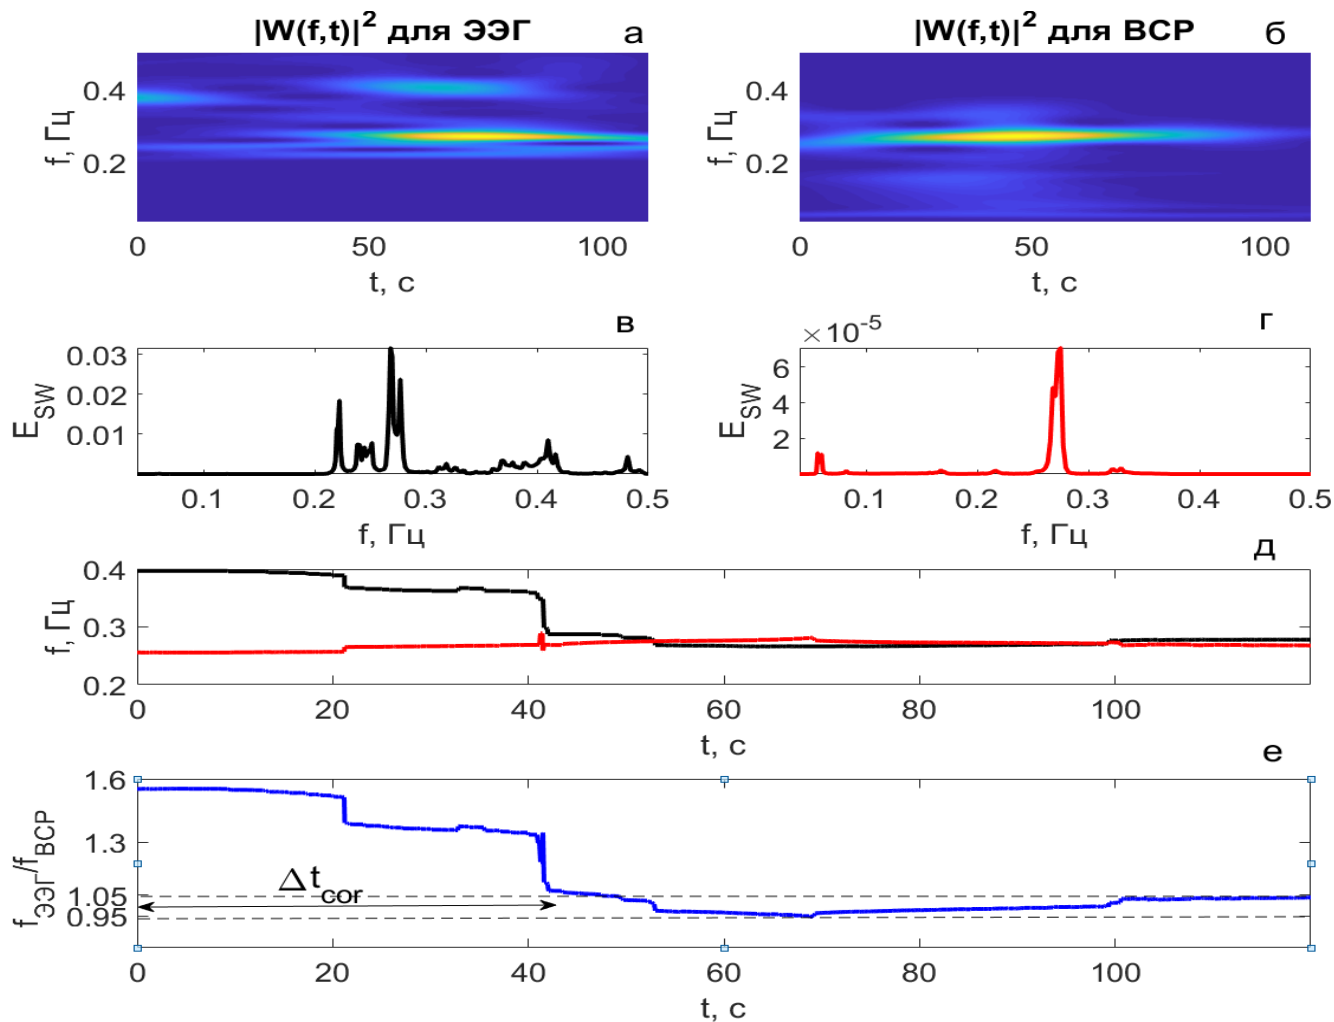 |W(f,t)|² для ЭЭГ а
f, Гц
0.4
0.2
0 50 100
t, с
|W(f,t)|² для ВСР б
f, Гц
0.4
0.2
0 50 100
t, с
в
E_SW
0.03
0.02
0.01
0.1 0.2 0.3 0.4 0.5
f, Гц
×10⁻⁵ г
E_SW
6
4
2
0.1 0.2 0.3 0.4 0.5
f, Гц
д
f, Гц
0.4
0.3
0.2
0 20 40 60 80 100
t, с
е
f_ЭЭГ/f_ВСР
1.6
1.3
1.05
0.95
Δt_cor
0 20 40 60 80 100
t, с